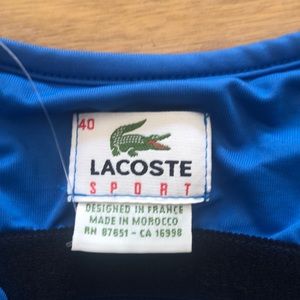 40
LACOSTE
SPORT
DESIGNED IN FRANCE
MADE IN MOROCCO
RN 87651 - CA 16998